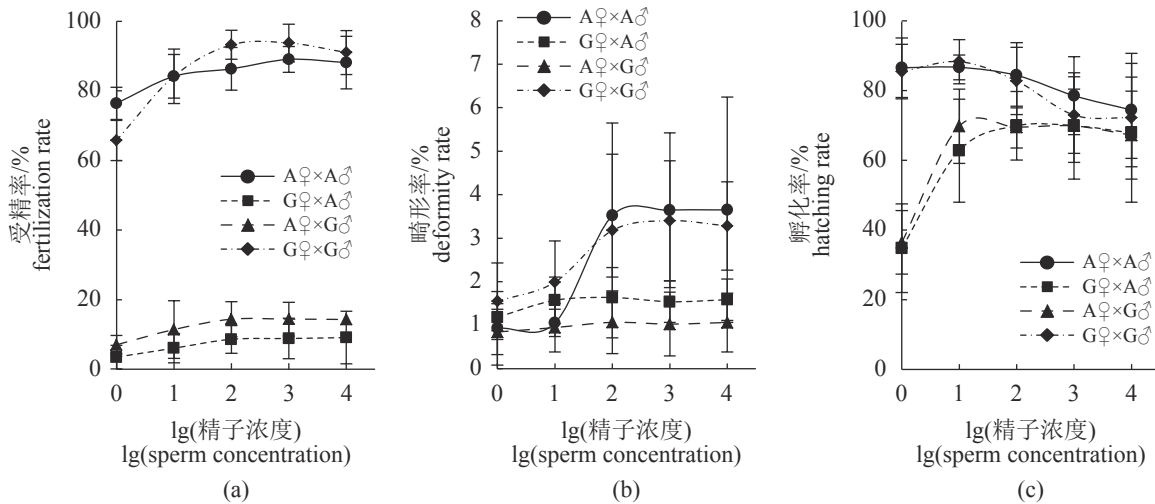 受精率/%
fertilization rate
100
80
60
40
20
0
A♀×A♂
G♀×A♂
A♀×G♂
G♀×G♂
0 1 2 3 4
lg(精子浓度)
lg(sperm concentration)
(a)
畸形率/%
deformity rate
8
7
6
5
4
3
2
1
0
A♀×A♂
G♀×A♂
A♀×G♂
G♀×G♂
0 1 2 3 4
lg(精子浓度)
lg(sperm concentration)
(b)
孵化率/%
hatching rate
100
80
60
40
20
0
A♀×A♂
G♀×A♂
A♀×G♂
G♀×G♂
0 1 2 3 4
lg(精子浓度)
lg(sperm concentration)
(c)